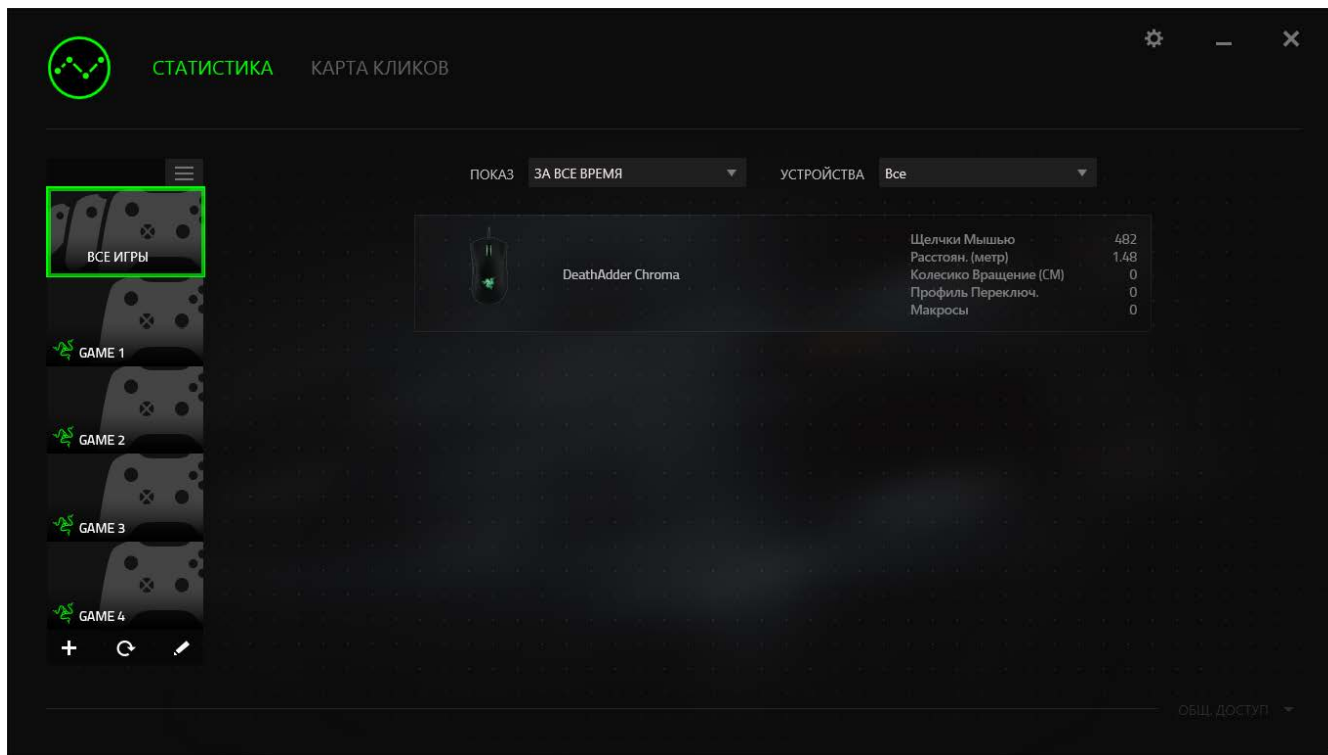 СТАТИСТИКА КАРТА КЛИКОВ
ПОКАЗ ЗА ВСЕ ВРЕМЯ УСТРОЙСТВА Все
ВСЕ ИГРЫ
GAME 1
GAME 2
GAME 3
GAME 4
DeathAdder Chroma
Щелчки Мышью 482
Расстоян. (метр) 1.48
Колесико Вращение (СМ) 0
Профиль Переключ. 0
Макросы 0
ОБЩ. ДОСТУП